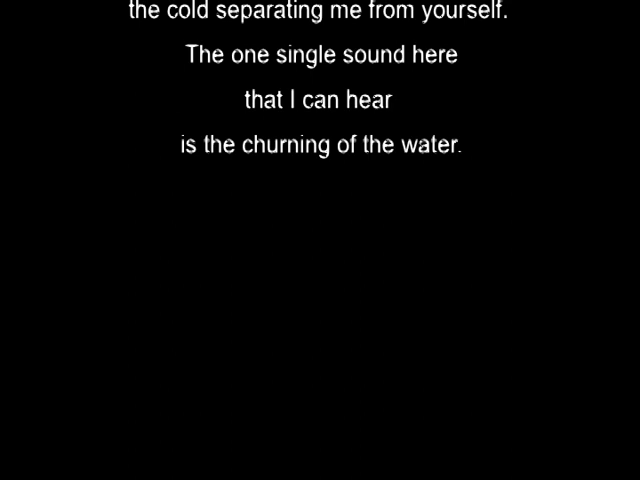 the cold separating me from yourself.
The one single sound here
that I can hear
is the churning of the water.